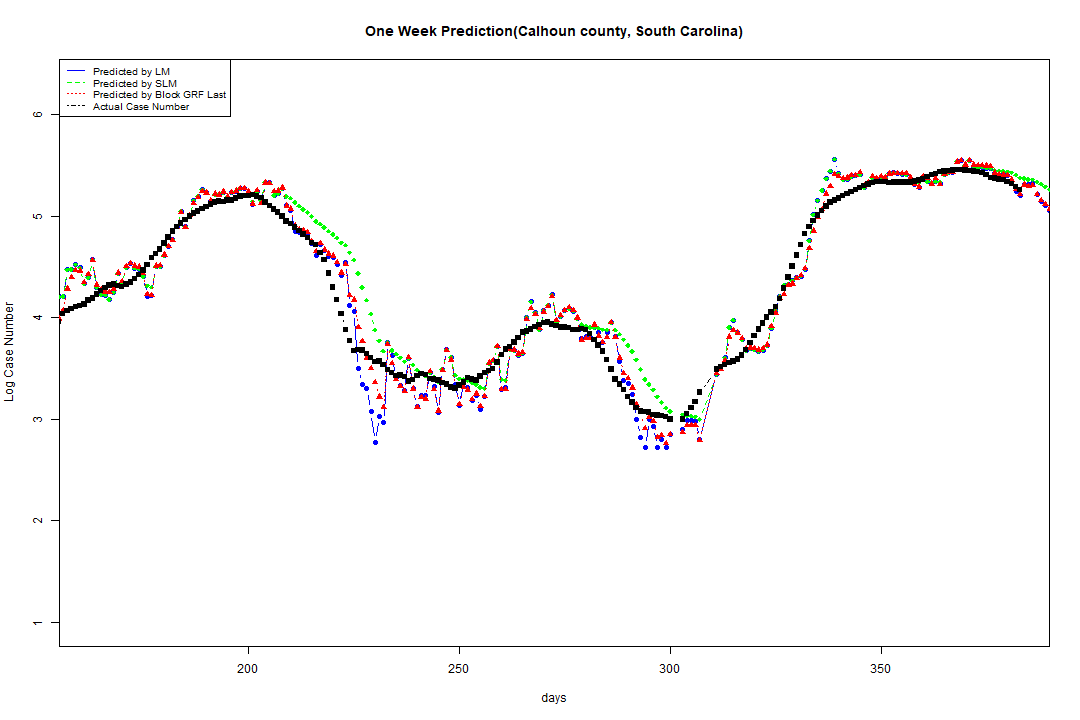 One Week Prediction(Calhoun county, South Carolina)
Predicted by LM
Predicted by SLM
Predicted by Block GRF Last
Actual Case Number
6
5
4
3
2
1
Log Case Number
200 250 300 350
days